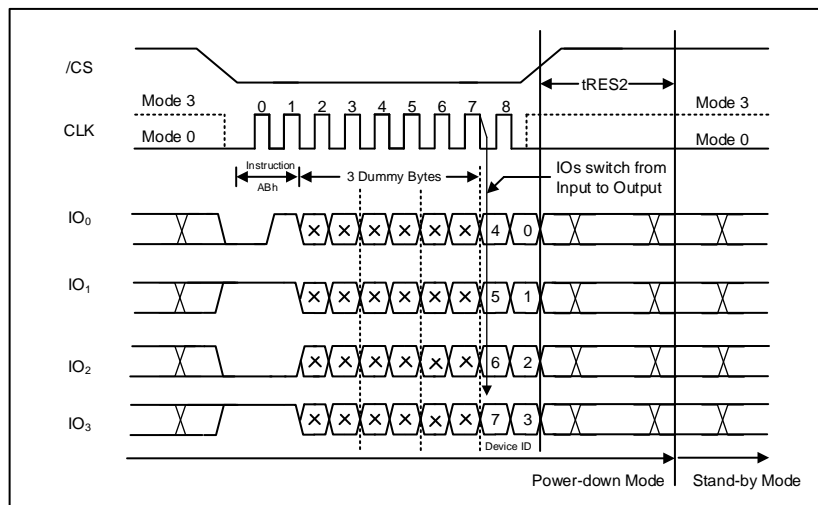 /CS
tRES2
Mode 3
0 1 2 3 4 5 6 7 8
Mode 3
CLK
Mode 0
Mode 0
Instruction
ABh
3 Dummy Bytes
IOs switch from
Input to Output
IO0
4 0
IO1
5 1
IO2
6 2
IO3
7 3
Device ID
Power-down Mode
Stand-by Mode